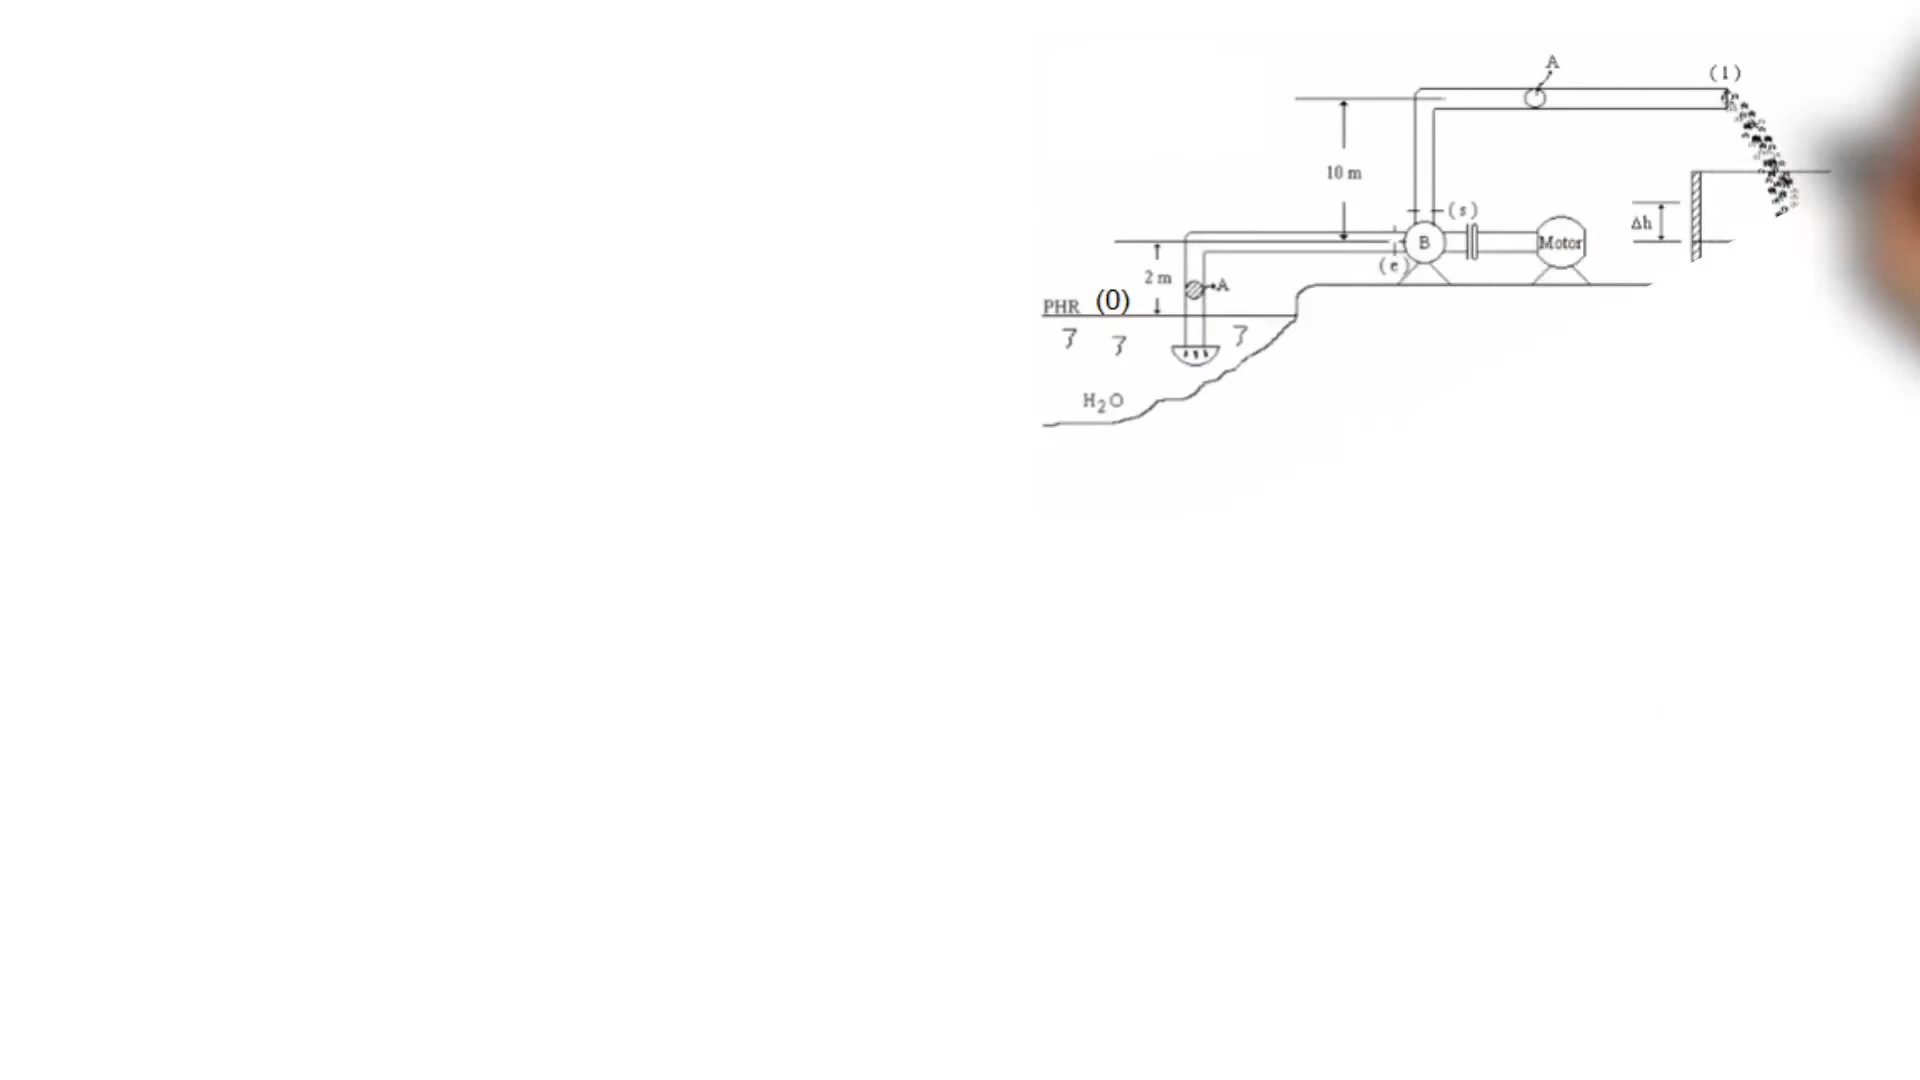 A
(1)
10 m
(s)
Δh
B
Motor
(e)
2 m
A
PHR (0)
H₂O